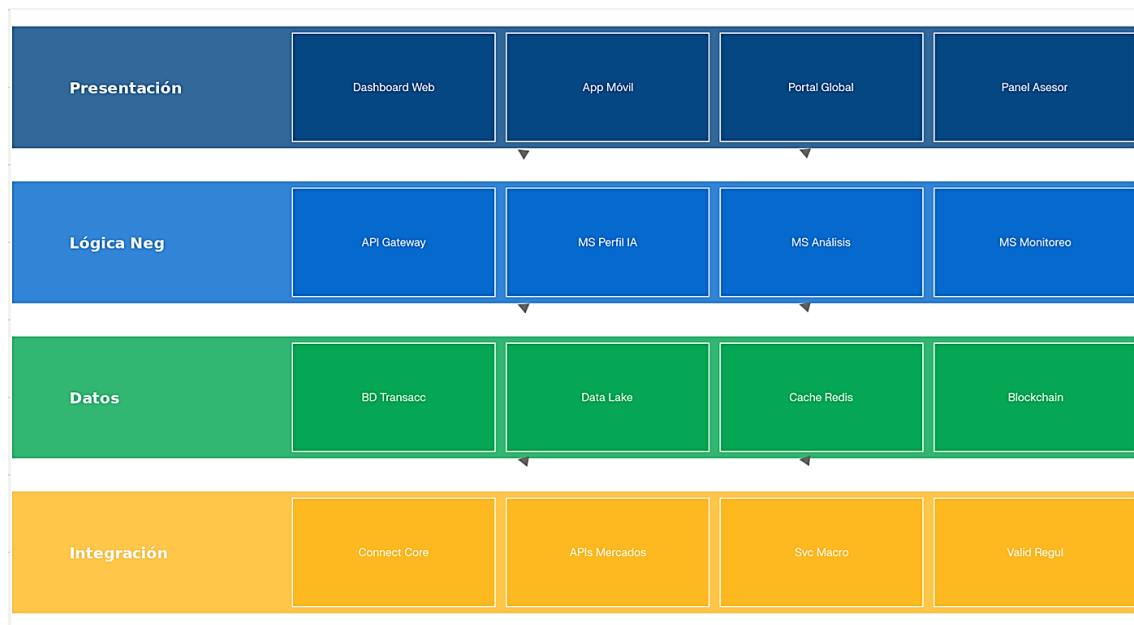 Presentación
Dashboard Web
App Móvil
Portal Global
Panel Asesor
Lógica Neg
API Gateway
MS Perfil IA
MS Análisis
MS Monitoreo
Datos
BD Transacc
Data Lake
Cache Redis
Blockchain
Integración
Connect Core
APIs Mercados
Svc Macro
Valid Regul